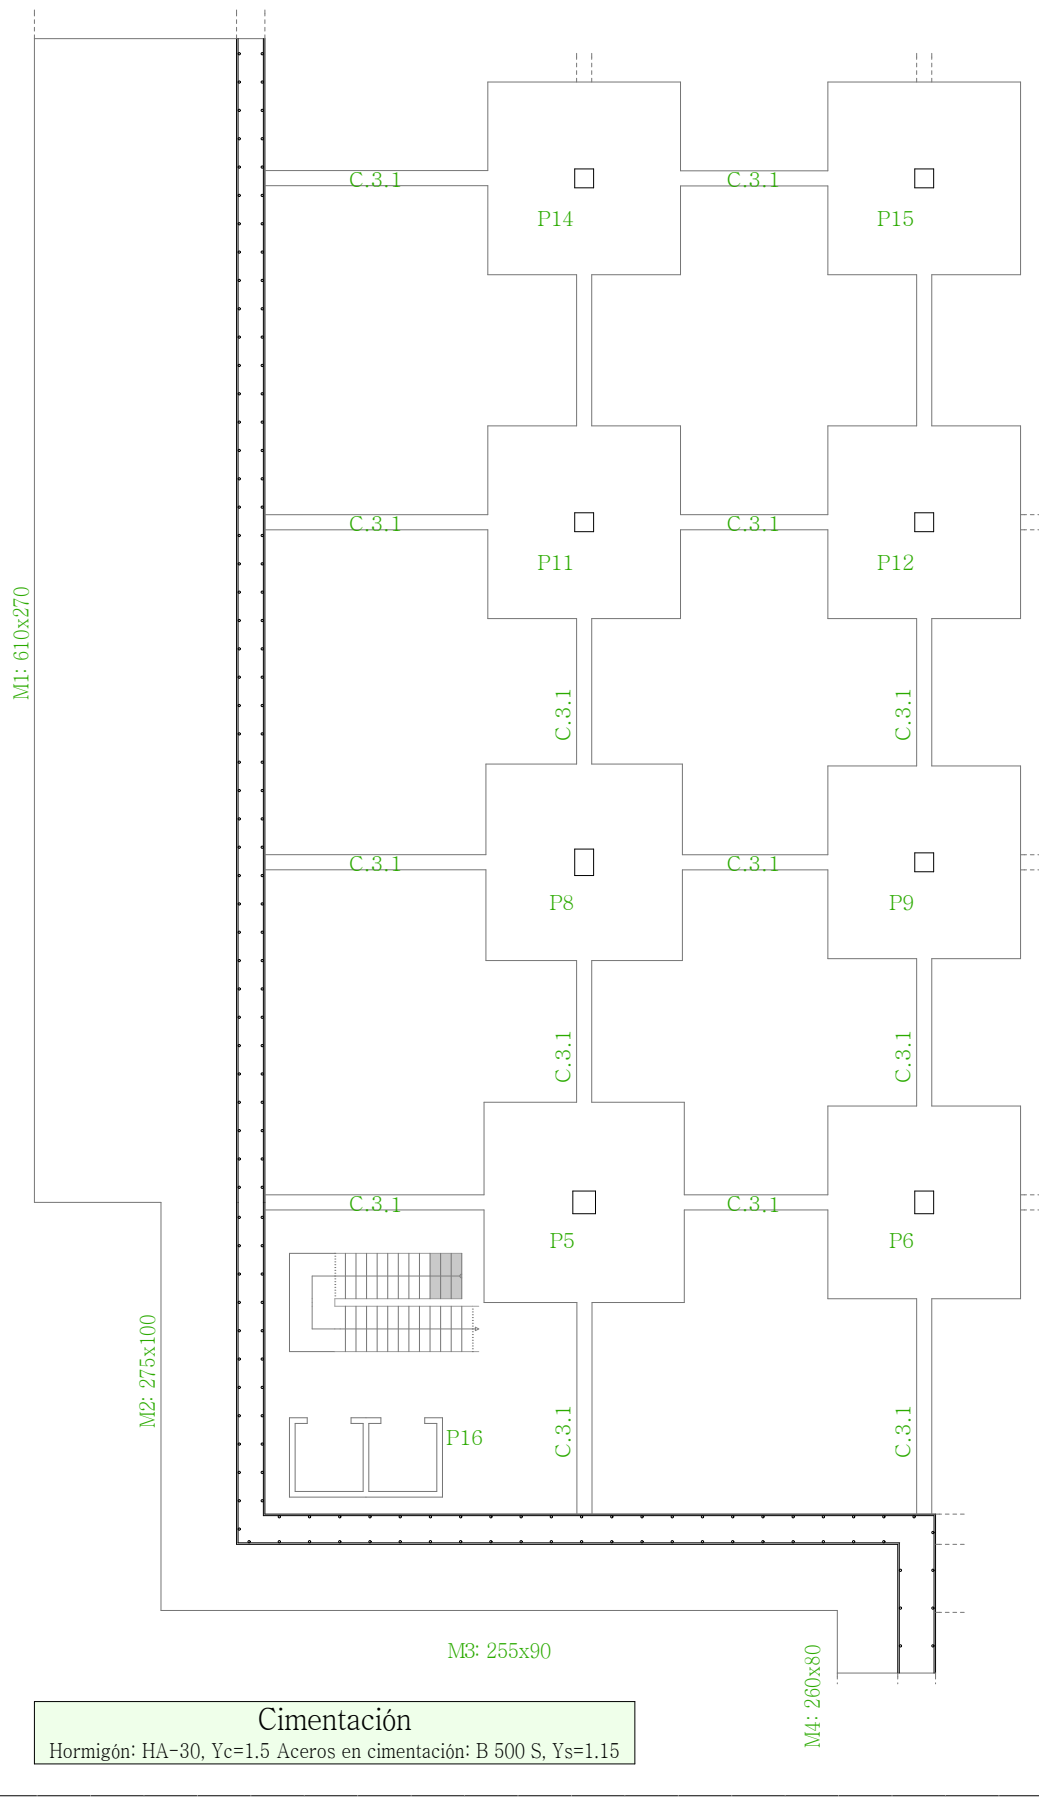 C.3.1
C.3.1
P14
P15
C.3.1
C.3.1
P11
P12
M1: 610x270
C.3.1
C.3.1
C.3.1
C.3.1
P8
P9
C.3.1
C.3.1
C.3.1
C.3.1
P5
P6
M2: 275x100
C.3.1
C.3.1
P16
M3: 255x90
M4: 260x80
Cimentación
Hormigón: HA-30, Yc=1.5 Aceros en cimentación: B 500 S, Ys=1.15